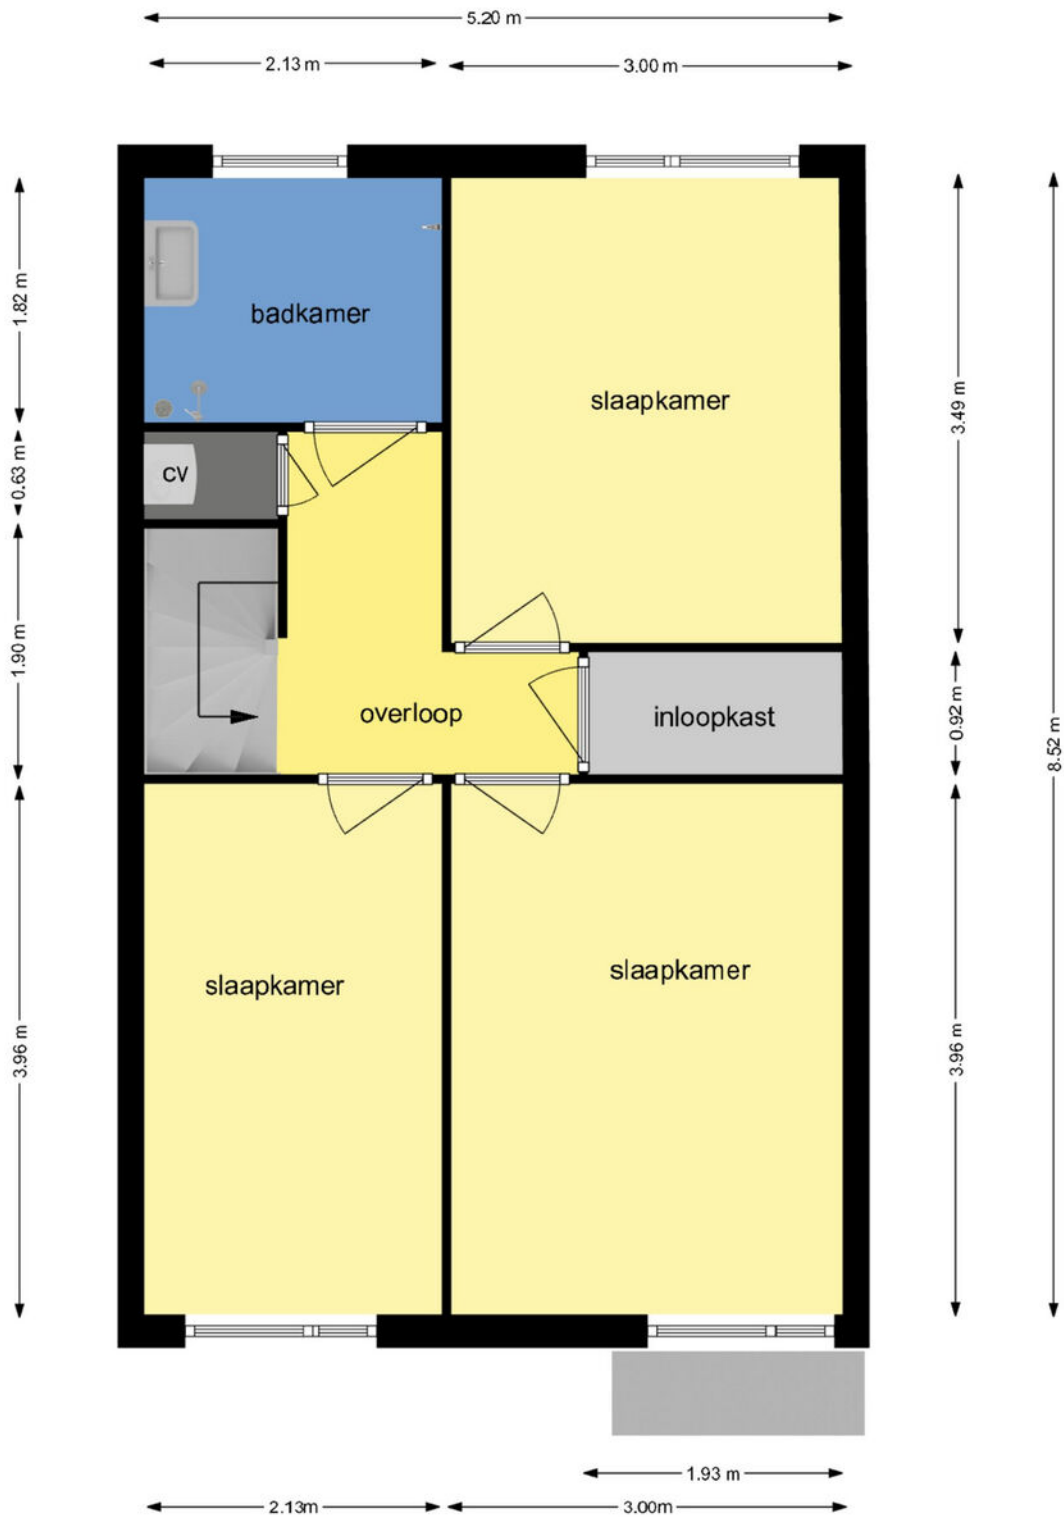 5.20 m
2.13 m
3.00 m
1.82 m
badkamer
slaapkamer
3.49 m
0.63 m
CV
1.90 m
overloop
inloopkast
0.92 m
8.52 m
slaapkamer
slaapkamer
3.96 m
3.96 m
1.93 m
2.13m
3.00m